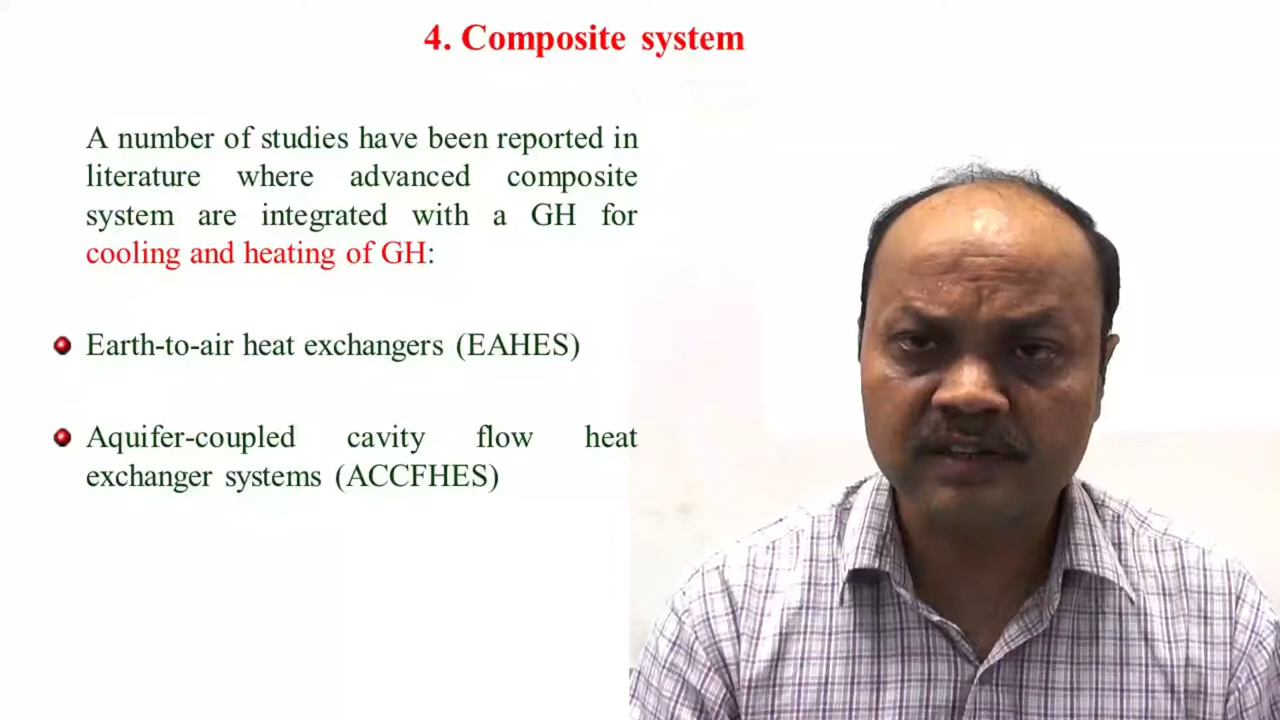 4. Composite system
A number of studies have been reported in
literature where advanced composite
system are integrated with a GH for
cooling and heating of GH:
Earth-to-air heat exchangers (EAHES)
Aquifer-coupled cavity flow heat
exchanger systems (ACCFHES)